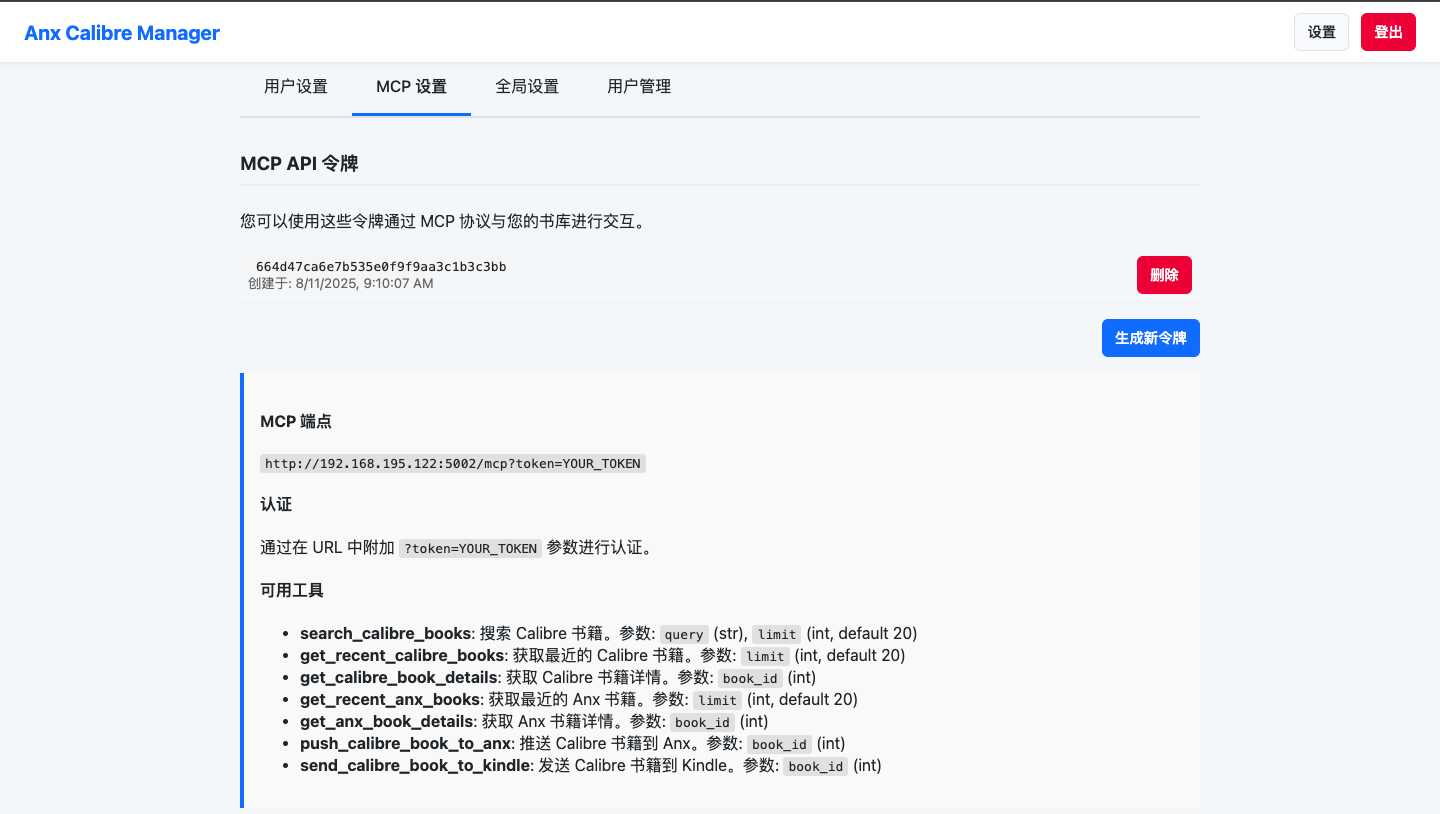 Anx Calibre Manager
设置
登出
用户设置
MCP 设置
全局设置
用户管理
MCP API 令牌
您可以使用这些令牌通过 MCP 协议与您的书库进行交互。
664d47ca6e7b535e0f9f9aa3c1b3c3bb
创建于: 8/11/2025, 9:10:07 AM
删除
生成新令牌
MCP 端点
http://192.168.195.122:5002/mcp?token=YOUR_TOKEN
认证
通过在 URL 中附加 ?token=YOUR_TOKEN 参数进行认证。
可用工具
• search_calibre_books: 搜索 Calibre 书籍。参数: query (str), limit (int, default 20)
• get_recent_calibre_books: 获取最近的 Calibre 书籍。参数: limit (int, default 20)
• get_calibre_book_details: 获取 Calibre 书籍详情。参数: book_id (int)
• get_recent_anx_books: 获取最近的 Anx 书籍。参数: limit (int, default 20)
• get_anx_book_details: 获取 Anx 书籍详情。参数: book_id (int)
• push_calibre_book_to_anx: 推送 Calibre 书籍到 Anx。参数: book_id (int)
• send_calibre_book_to_kindle: 发送 Calibre 书籍到 Kindle。参数: book_id (int)